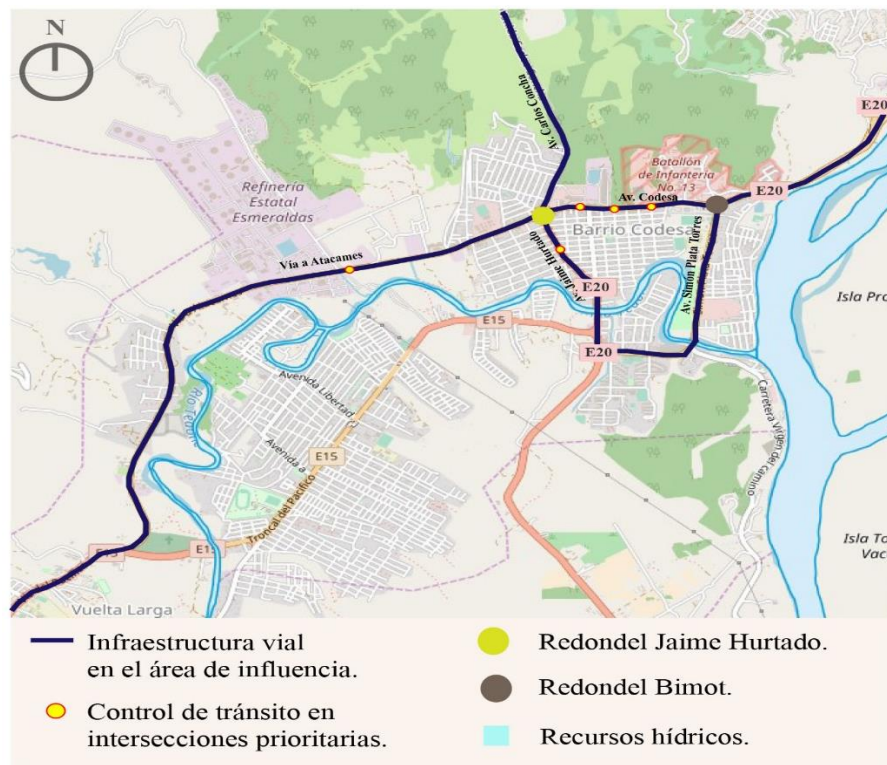 N
Av. Carlos Concha
E20
Refinería
Estatal
Esmeraldas
Batallón
de Infantería
No. 13
Av. Codesa
E20
Barrio Codesa
Vía a Atacames
Av. Jaime Hurtado
Av. Simón Plata Torres
E20
Isla Pro
E15
E20
Avenida Libertad
Río Teaone
Avenida a
E15
Carretera Virgen del Camino
Troncal del Pacífico
E15
E15
Isla To
Vac
Vuelta Larga
Infraestructura vial
en el área de influencia.
Control de tránsito en
intersecciones prioritarias.
Redondel Jaime Hurtado.
Redondel Bimot.
Recursos hídricos.